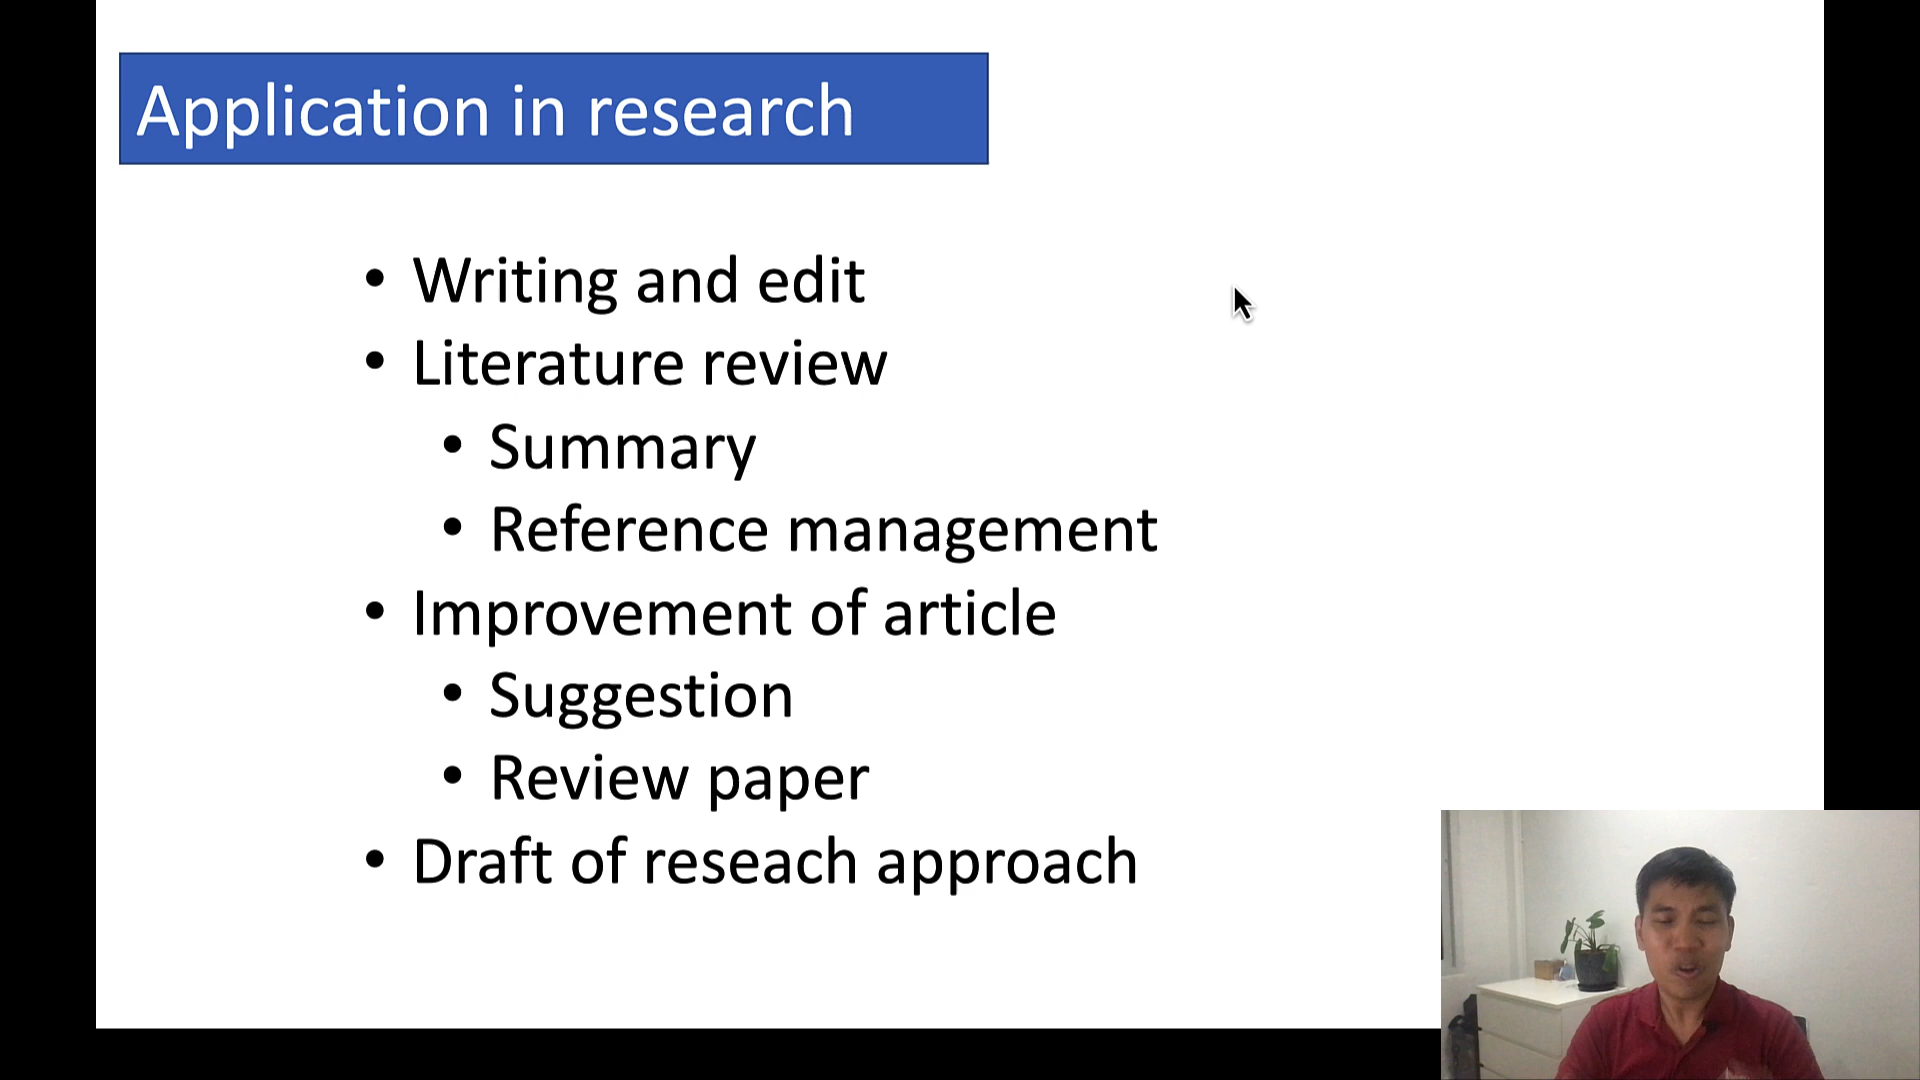 Application in research
• Writing and edit
• Literature review
• Summary
• Reference management
• Improvement of article
• Suggestion
• Review paper
• Draft of reseach approach